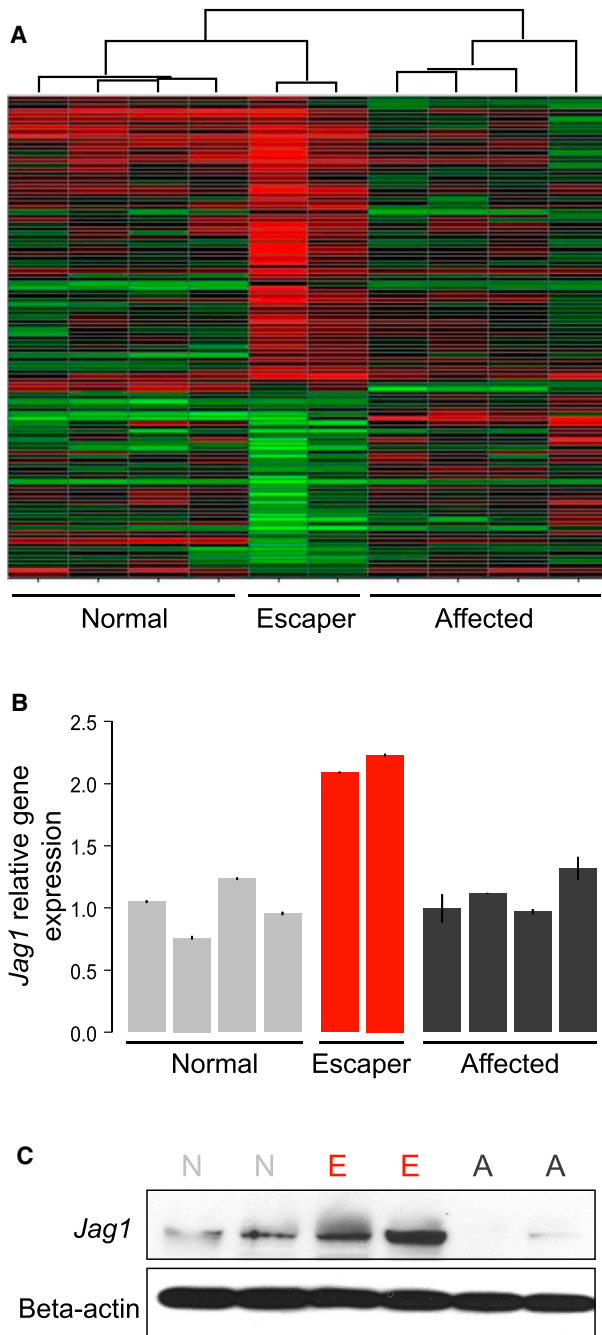 A
Normal Escaper Affected
B
2.5
2.0
1.5
1.0
0.5
0.0
Jag1 relative gene
expression
Normal Escaper Affected
C
N N E E A A
Jag1
Beta-actin